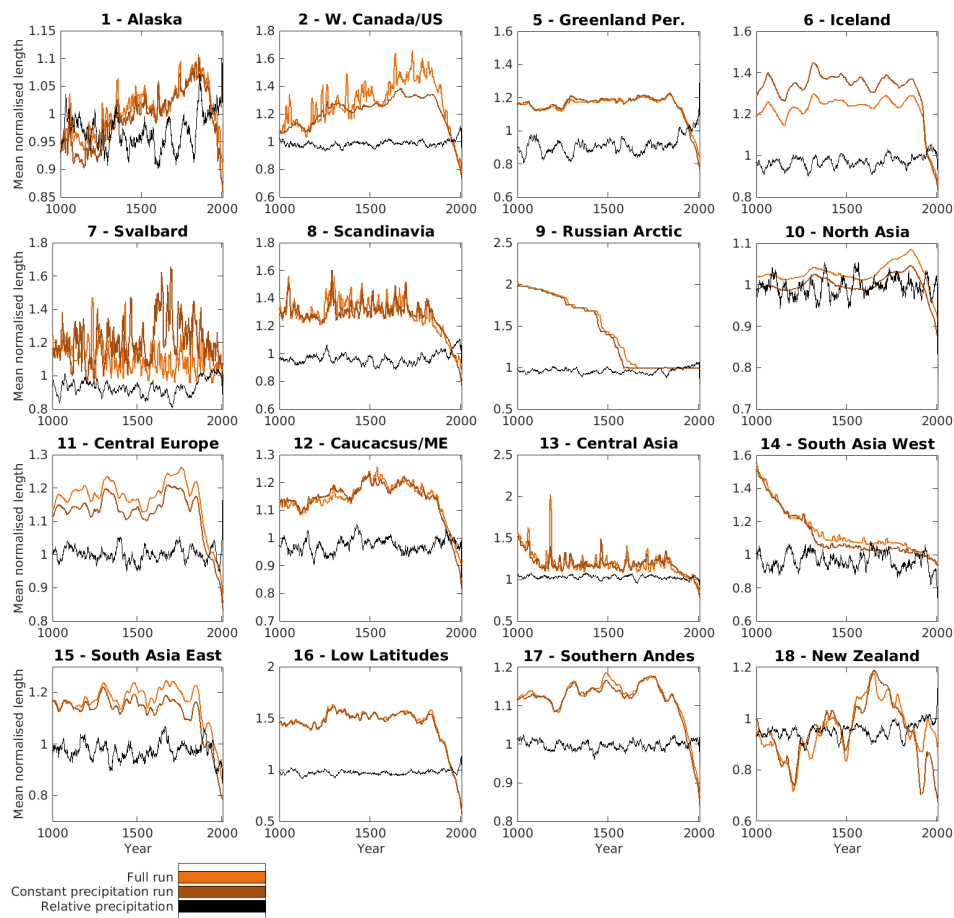 1 - Alaska
2 - W. Canada/US
5 - Greenland Per.
6 - Iceland
Mean normalised length
1.15
1.1
1.05
1
0.95
0.9
0.85
1000 1500 2000
1.8
1.6
1.4
1.2
1
0.8
0.6
1000 1500 2000
1.6
1.4
1.2
1
0.8
0.6
1000 1500 2000
1.6
1.4
1.2
1
0.8
1000 1500 2000
7 - Svalbard
8 - Scandinavia
9 - Russian Arctic
10 - North Asia
Mean normalised length
1.8
1.6
1.4
1.2
1
0.8
1000 1500 2000
1.8
1.6
1.4
1.2
1
0.8
0.6
1000 1500 2000
2.5
2
1.5
1
0.5
1000 1500 2000
1.1
1
0.9
0.8
0.7
1000 1500 2000
11 - Central Europe
12 - Caucacsus/ME
13 - Central Asia
14 - South Asia West
Mean normalised length
1.3
1.2
1.1
1
0.9
0.8
1000 1500 2000
1.3
1.2
1.1
1
0.9
0.8
0.7
1000 1500 2000
2.5
2
1.5
1
0.5
1000 1500 2000
1.6
1.4
1.2
1
0.8
0.6
1000 1500 2000
15 - South Asia East
16 - Low Latitudes
17 - Southern Andes
18 - New Zealand
Mean normalised length
1.2
1
0.8
1000 1500 2000
Year
2
1.5
1
0.5
1000 1500 2000
Year
1.2
1.1
1
0.9
0.8
1000 1500 2000
Year
1.2
1
0.8
0.6
1000 1500 2000
Year
Full run
Constant precipitation run
Relative precipitation